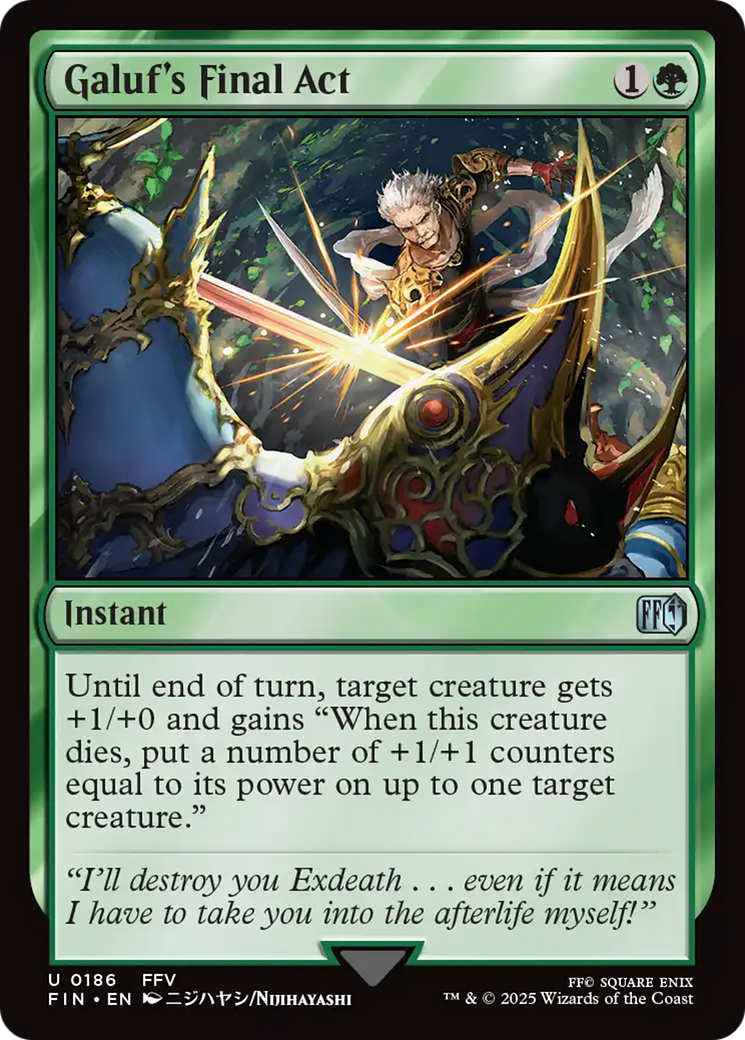 Galuf's Final Act 1
Instant FF
Until end of turn, target creature gets
+1/+0 and gains “When this creature
dies, put a number of +1/+1 counters
equal to its power on up to one target
creature.”
“I'll destroy you Exdeath . . . even if it means
I have to take you into the afterlife myself!”
U 0186 FFV
FIN • EN ニジハヤシ/NIJIHAYASHI
FF© SQUARE ENIX
™ & © 2025 Wizards of the Coast